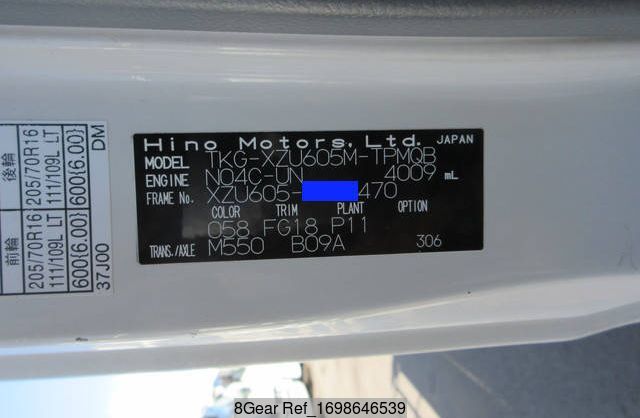 Hino Motors, Ltd. JAPAN
MODEL TKG-XZU605M-TPMQB
ENGINE N04C-UN 4009 mL
FRAME No. XZU605- 470
COLOR TRIM PLANT OPTION
058 FG18 P11
TRANS./AXLE M550 B09A 306
前輪 後輪
205/70R16 205/70R16
111/109L LT 111/109L LT
600{6.00} 600{6.00}
37J00 DM
8Gear Ref_1698646539